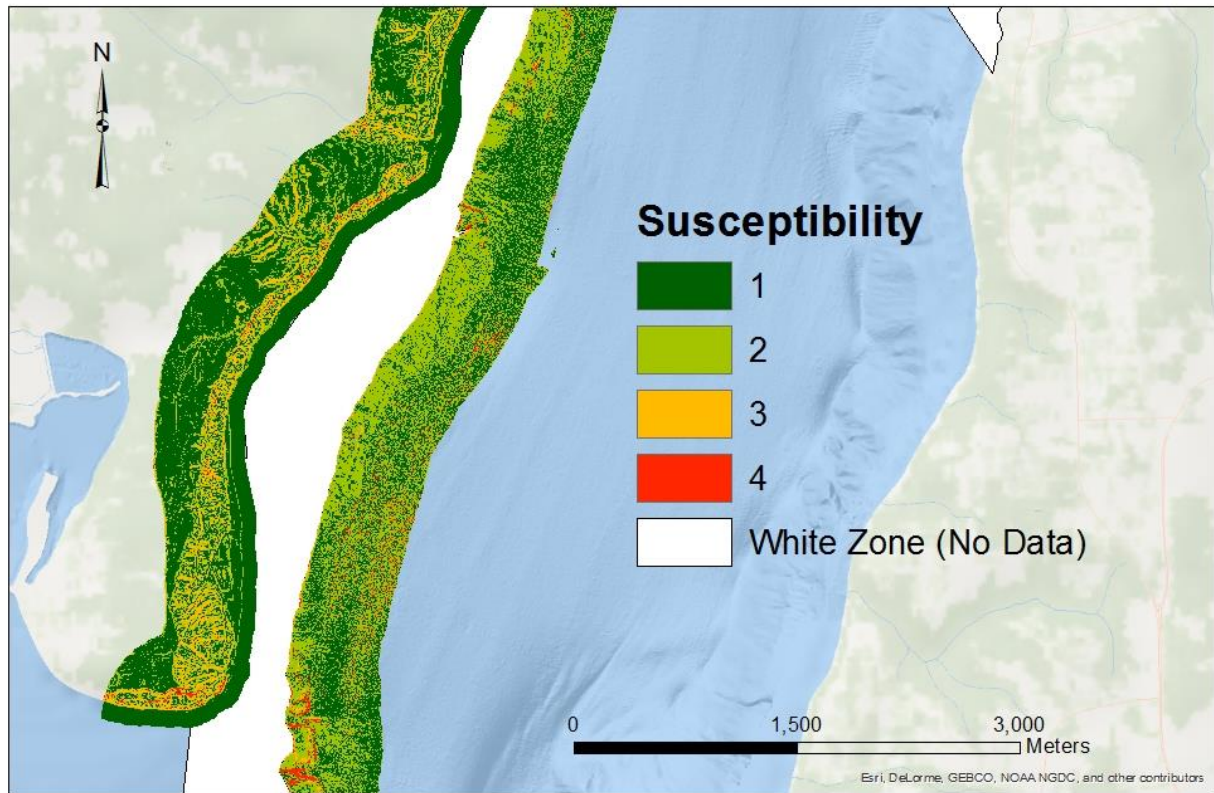 N
Susceptibility
1
2
3
4
White Zone (No Data)
0 1,500 3,000
Meters
Esri, DeLorme, GEBCO, NOAA NGDC, and other contributors